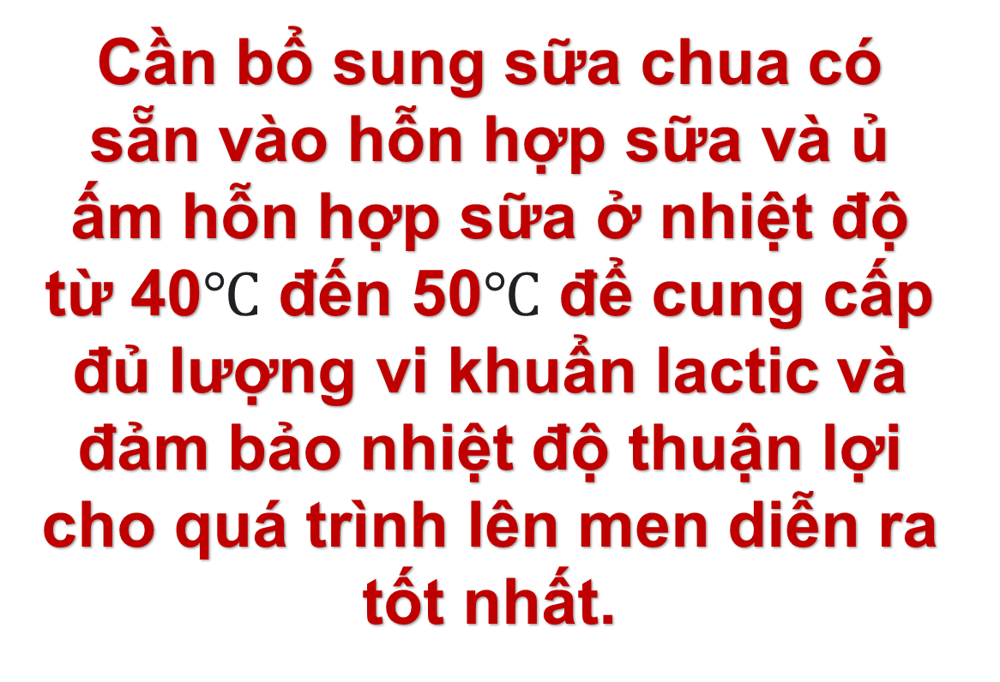 Cần bổ sung sữa chua có
sẵn vào hỗn hợp sữa và ủ
ấm hỗn hợp sữa ở nhiệt độ
từ 40℃ đến 50℃ để cung cấp
đủ lượng vi khuẩn lactic và
đảm bảo nhiệt độ thuận lợi
cho quá trình lên men diễn ra
tốt nhất.